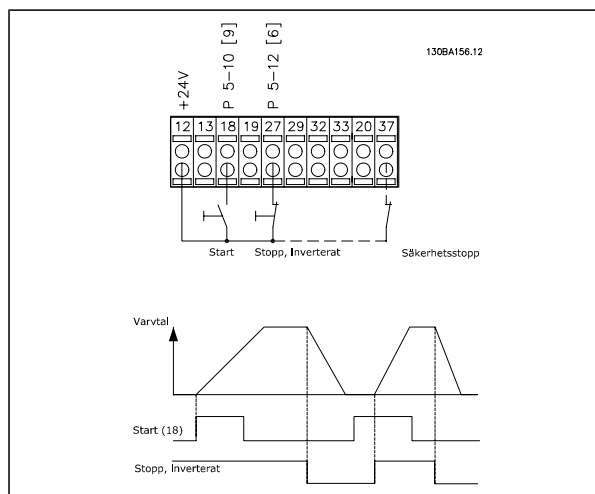 130BA156.12
+24V
P 5-10 [9]
P 5-12 [6]
12 13 18 19 27 29 32 33 20 37
Start
Stopp, Inverterat
Säkerhetsstopp
Varvtal
Start (18)
Stopp, Inverterat